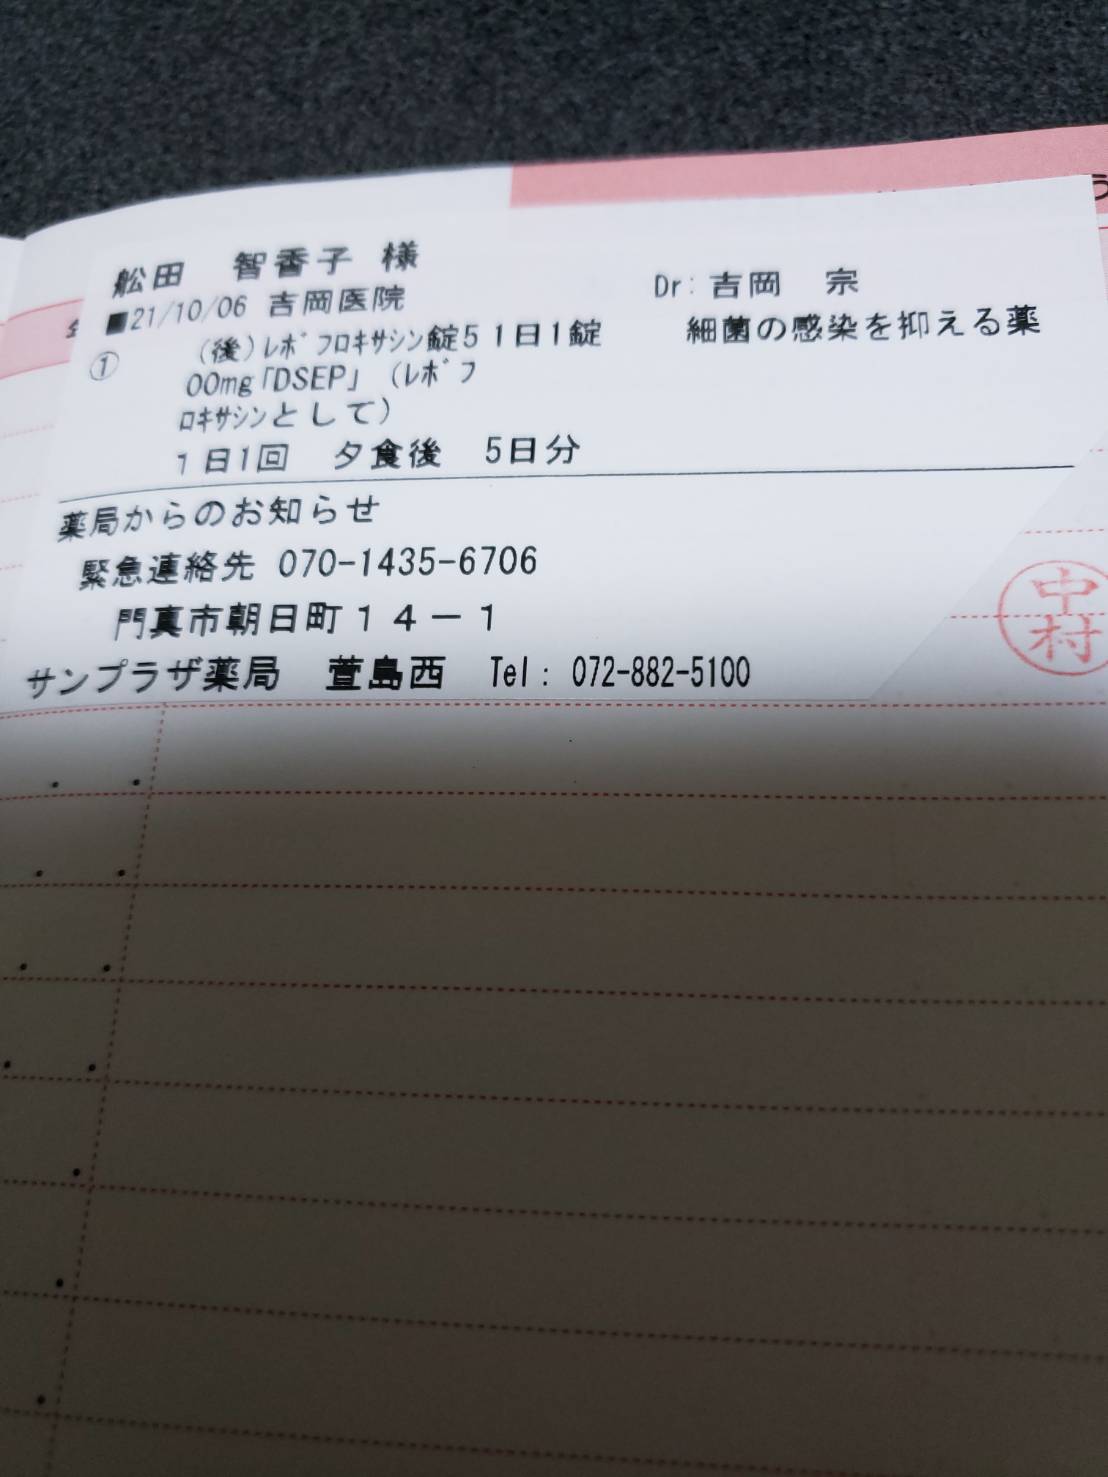 舩田　智香子 様
■21/10/06 吉岡医院　Dr: 吉岡　宗
① (後)レボフロキサシン錠5 1日1錠　細菌の感染を抑える薬
00mg「DSEP」 (レボフ
ロキサシンとして)
1日1回　夕食後　5日分
薬局からのお知らせ
緊急連絡先 070-1435-6706
門真市朝日町１４－１
サンプラザ薬局　萱島西　Tel: 072-882-5100
中村